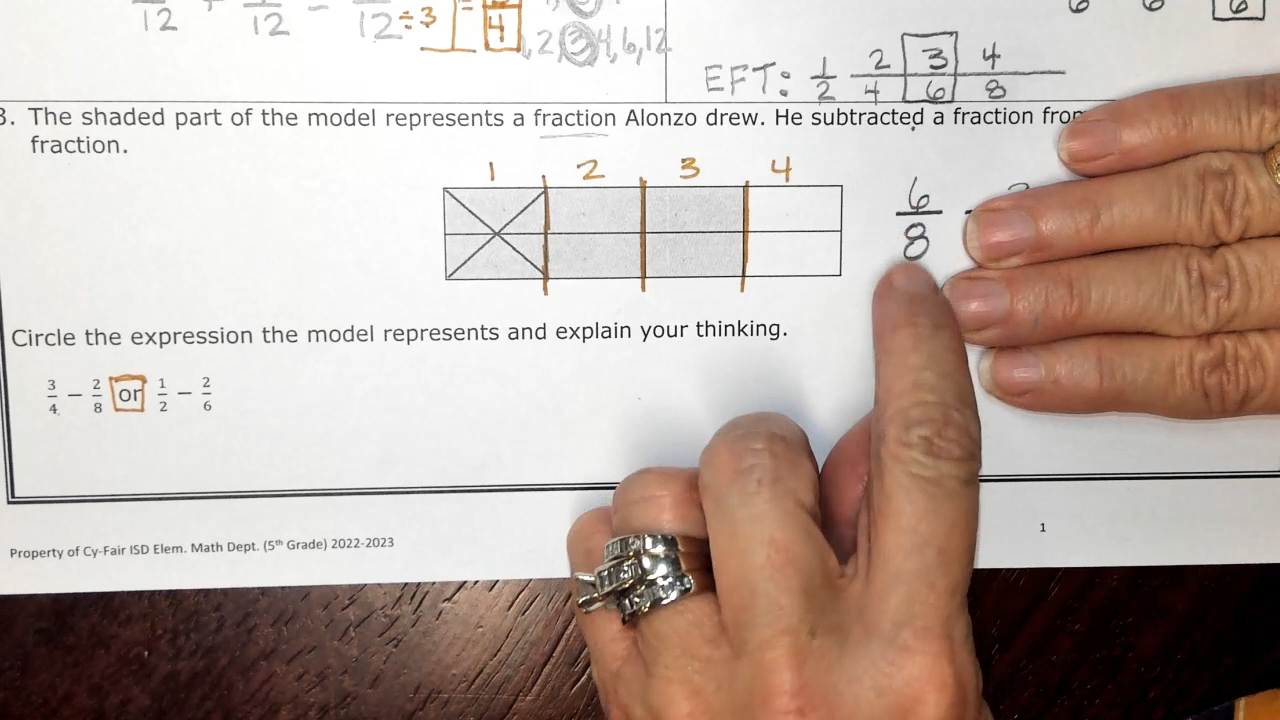 12 12 12 ÷3 = 4
1,2,3,4,6,12
6 6 6
EFT: 1/2 2/4 3/6 4/8
3. The shaded part of the model represents a fraction Alonzo drew. He subtracted a fraction from
fraction.
1 2 3 4
6/8 -
Circle the expression the model represents and explain your thinking.
3/4 − 2/8 or 1/2 − 2/6
1
Property of Cy-Fair ISD Elem. Math Dept. (5th Grade) 2022-2023